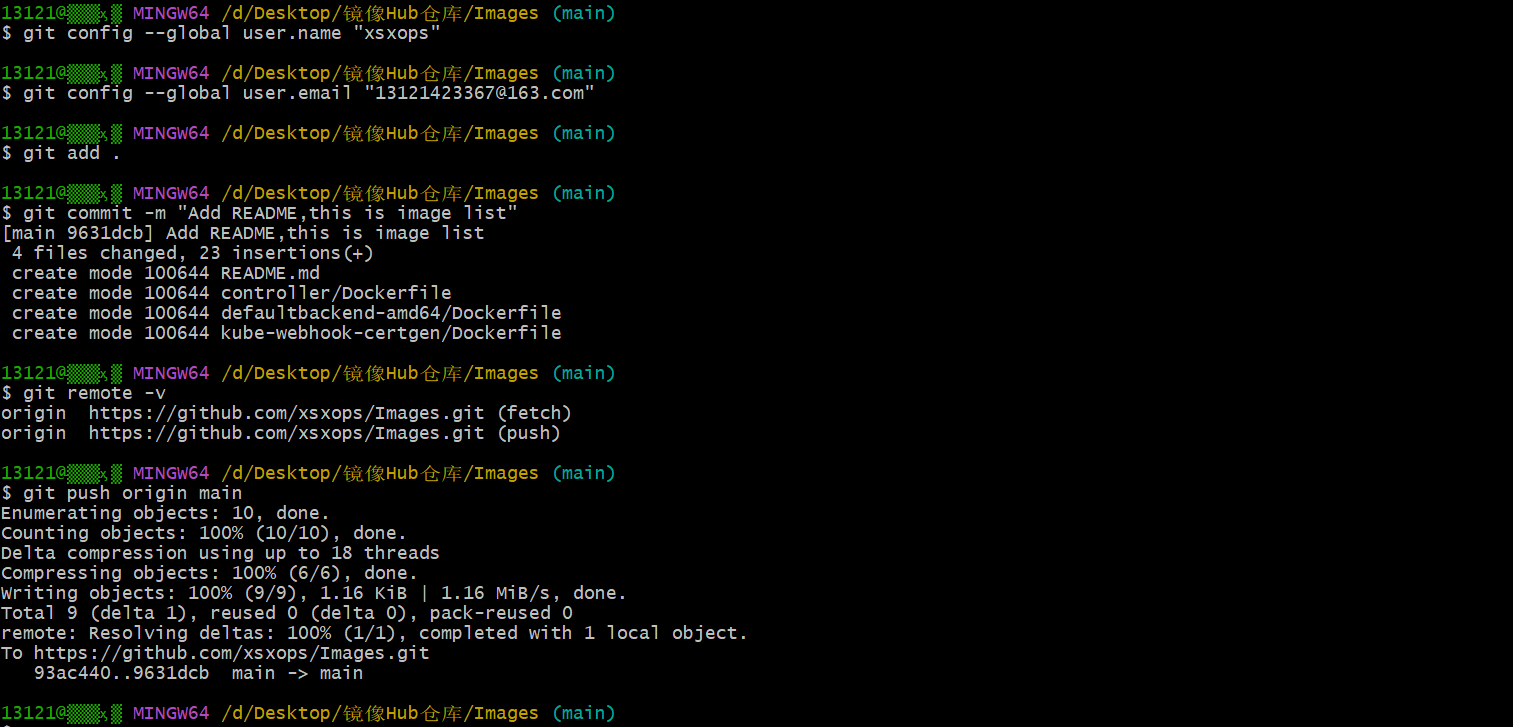 13121@ MINGW64 /d/Desktop/镜像Hub仓库/Images (main)
$ git config --global user.name "xsxops"
13121@ MINGW64 /d/Desktop/镜像Hub仓库/Images (main)
$ git config --global user.email "13121423367@163.com"
13121@ MINGW64 /d/Desktop/镜像Hub仓库/Images (main)
$ git add .
13121@ MINGW64 /d/Desktop/镜像Hub仓库/Images (main)
$ git commit -m "Add README,this is image list"
[main 9631dcb] Add README,this is image list
4 files changed, 23 insertions(+)
create mode 100644 README.md
create mode 100644 controller/Dockerfile
create mode 100644 defaultbackend-amd64/Dockerfile
create mode 100644 kube-webhook-certgen/Dockerfile
13121@ MINGW64 /d/Desktop/镜像Hub仓库/Images (main)
$ git remote -v
origin  https://github.com/xsxops/Images.git (fetch)
origin  https://github.com/xsxops/Images.git (push)
13121@ MINGW64 /d/Desktop/镜像Hub仓库/Images (main)
$ git push origin main
Enumerating objects: 10, done.
Counting objects: 100% (10/10), done.
Delta compression using up to 18 threads
Compressing objects: 100% (6/6), done.
Writing objects: 100% (9/9), 1.16 KiB | 1.16 MiB/s, done.
Total 9 (delta 1), reused 0 (delta 0), pack-reused 0
remote: Resolving deltas: 100% (1/1), completed with 1 local object.
To https://github.com/xsxops/Images.git
93ac440..9631dcb  main -> main
13121@ MINGW64 /d/Desktop/镜像Hub仓库/Images (main)